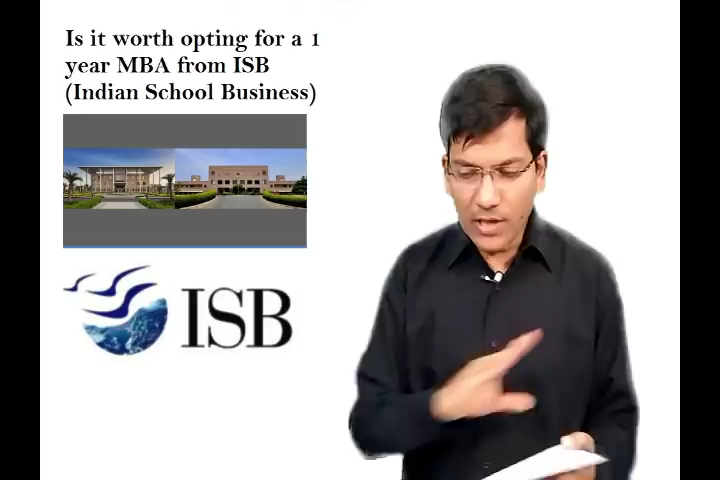 Is it worth opting for a 1
year MBA from ISB
(Indian School Business)
ISB